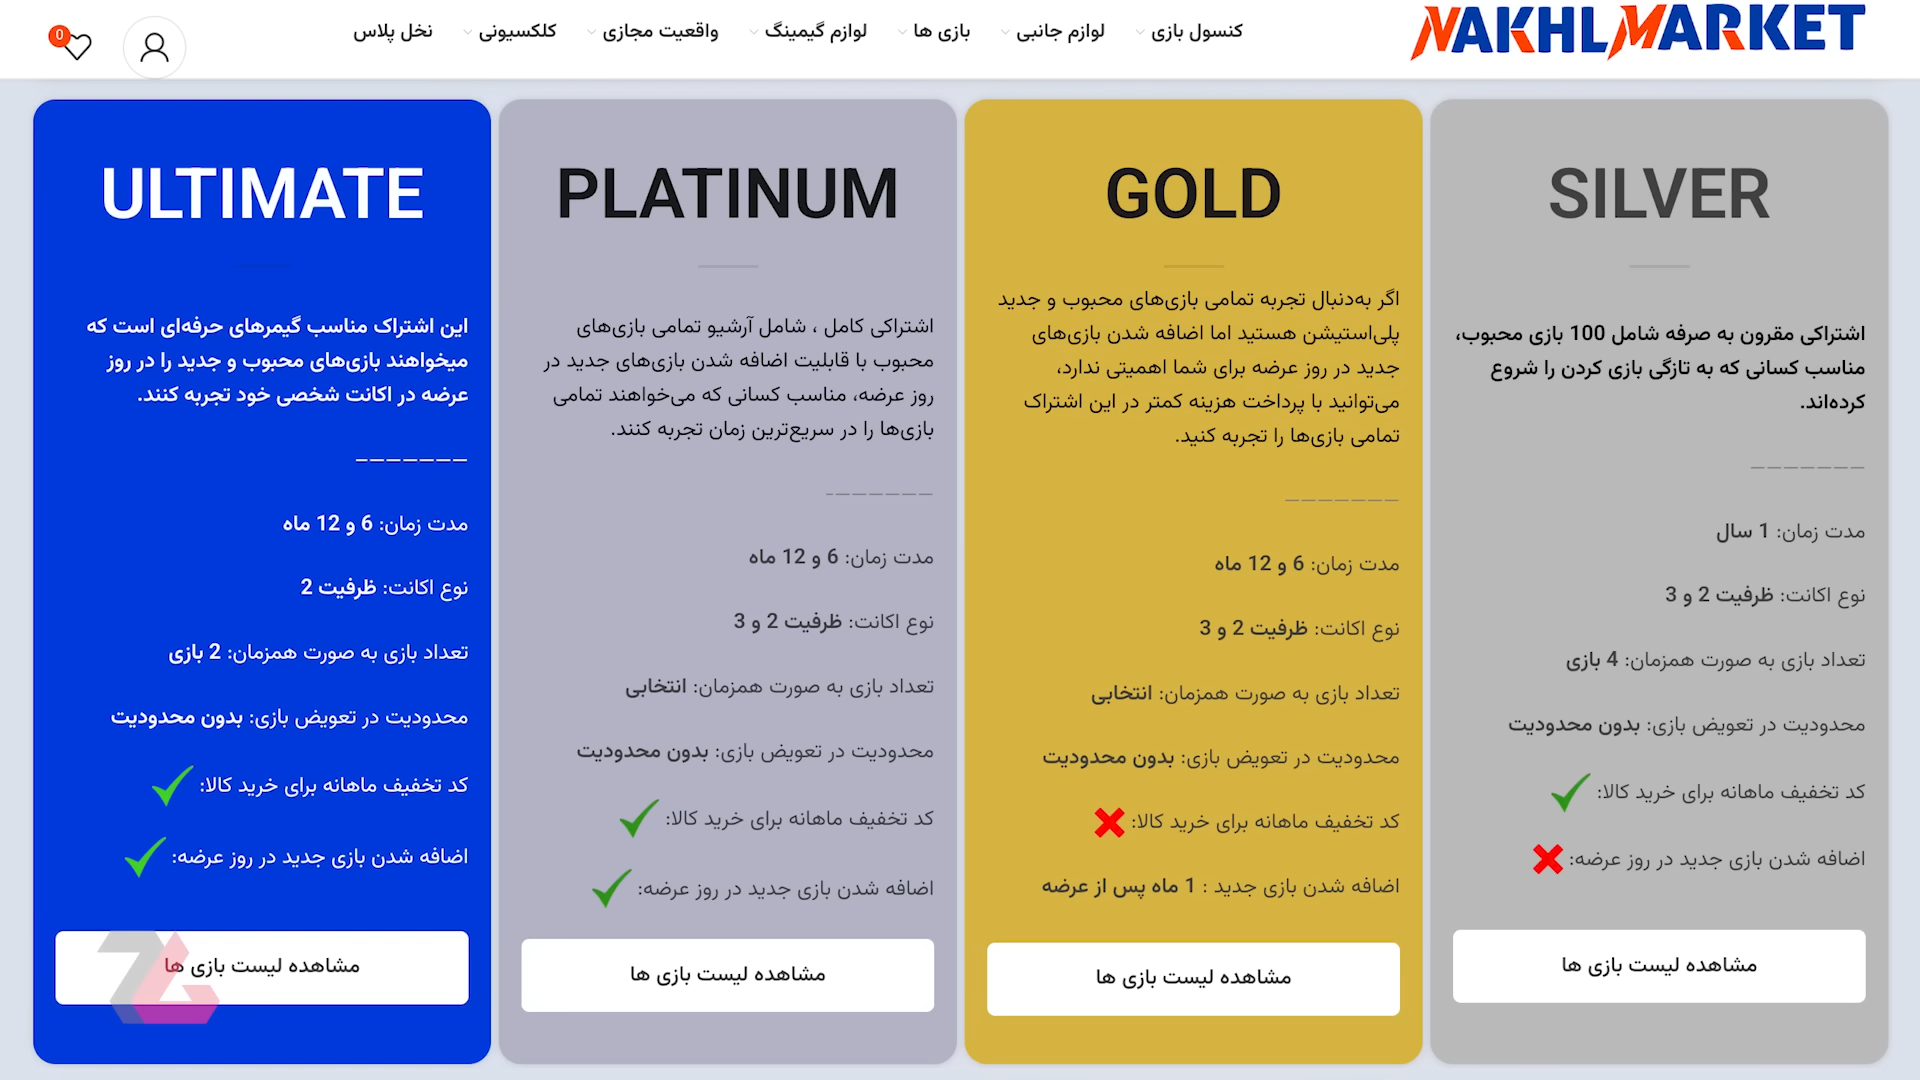 NAKHLMARKET
کنسول بازی
لوازم جانبی
بازی ها
لوازم گیمینگ
واقعیت مجازی
کلکسیونی
نخل پلاس
0
SILVER
اشتراکی مقرون به صرفه شامل 100 بازی محبوب،
مناسب کسانی که به تازگی بازی کردن را شروع
کرده‌اند.
_______
مدت زمان: 1 سال
نوع اکانت: ظرفیت 2 و 3
تعداد بازی به صورت همزمان: 4 بازی
محدودیت در تعویض بازی: بدون محدودیت
کد تخفیف ماهانه برای خرید کالا:
اضافه شدن بازی جدید در روز عرضه:
مشاهده لیست بازی ها
GOLD
اگر به‌دنبال تجربه تمامی بازی‌های محبوب و جدید
پلی‌استیشن هستید اما اضافه شدن بازی‌های
جدید در روز عرضه برای شما اهمیتی ندارد،
می‌توانید با پرداخت هزینه کمتر در این اشتراک
تمامی بازی‌ها را تجربه کنید.
_______
مدت زمان: 6 و 12 ماه
نوع اکانت: ظرفیت 2 و 3
تعداد بازی به صورت همزمان: انتخابی
محدودیت در تعویض بازی: بدون محدودیت
کد تخفیف ماهانه برای خرید کالا:
اضافه شدن بازی جدید : 1 ماه پس از عرضه
مشاهده لیست بازی ها
PLATINUM
اشتراکی کامل ، شامل آرشیو تمامی بازی‌های
محبوب با قابلیت اضافه شدن بازی‌های جدید در
روز عرضه، مناسب کسانی که می‌خواهند تمامی
بازی‌ها را در سریع‌ترین زمان تجربه کنند.
_______
مدت زمان: 6 و 12 ماه
نوع اکانت: ظرفیت 2 و 3
تعداد بازی به صورت همزمان: انتخابی
محدودیت در تعویض بازی: بدون محدودیت
کد تخفیف ماهانه برای خرید کالا:
اضافه شدن بازی جدید در روز عرضه:
مشاهده لیست بازی ها
ULTIMATE
این اشتراک مناسب گیمرهای حرفه‌ای است که
میخواهند بازی‌های محبوب و جدید را در روز
عرضه در اکانت شخصی خود تجربه کنند.
_______
مدت زمان: 6 و 12 ماه
نوع اکانت: ظرفیت 2
تعداد بازی به صورت همزمان: 2 بازی
محدودیت در تعویض بازی: بدون محدودیت
کد تخفیف ماهانه برای خرید کالا:
اضافه شدن بازی جدید در روز عرضه:
مشاهده لیست بازی ها